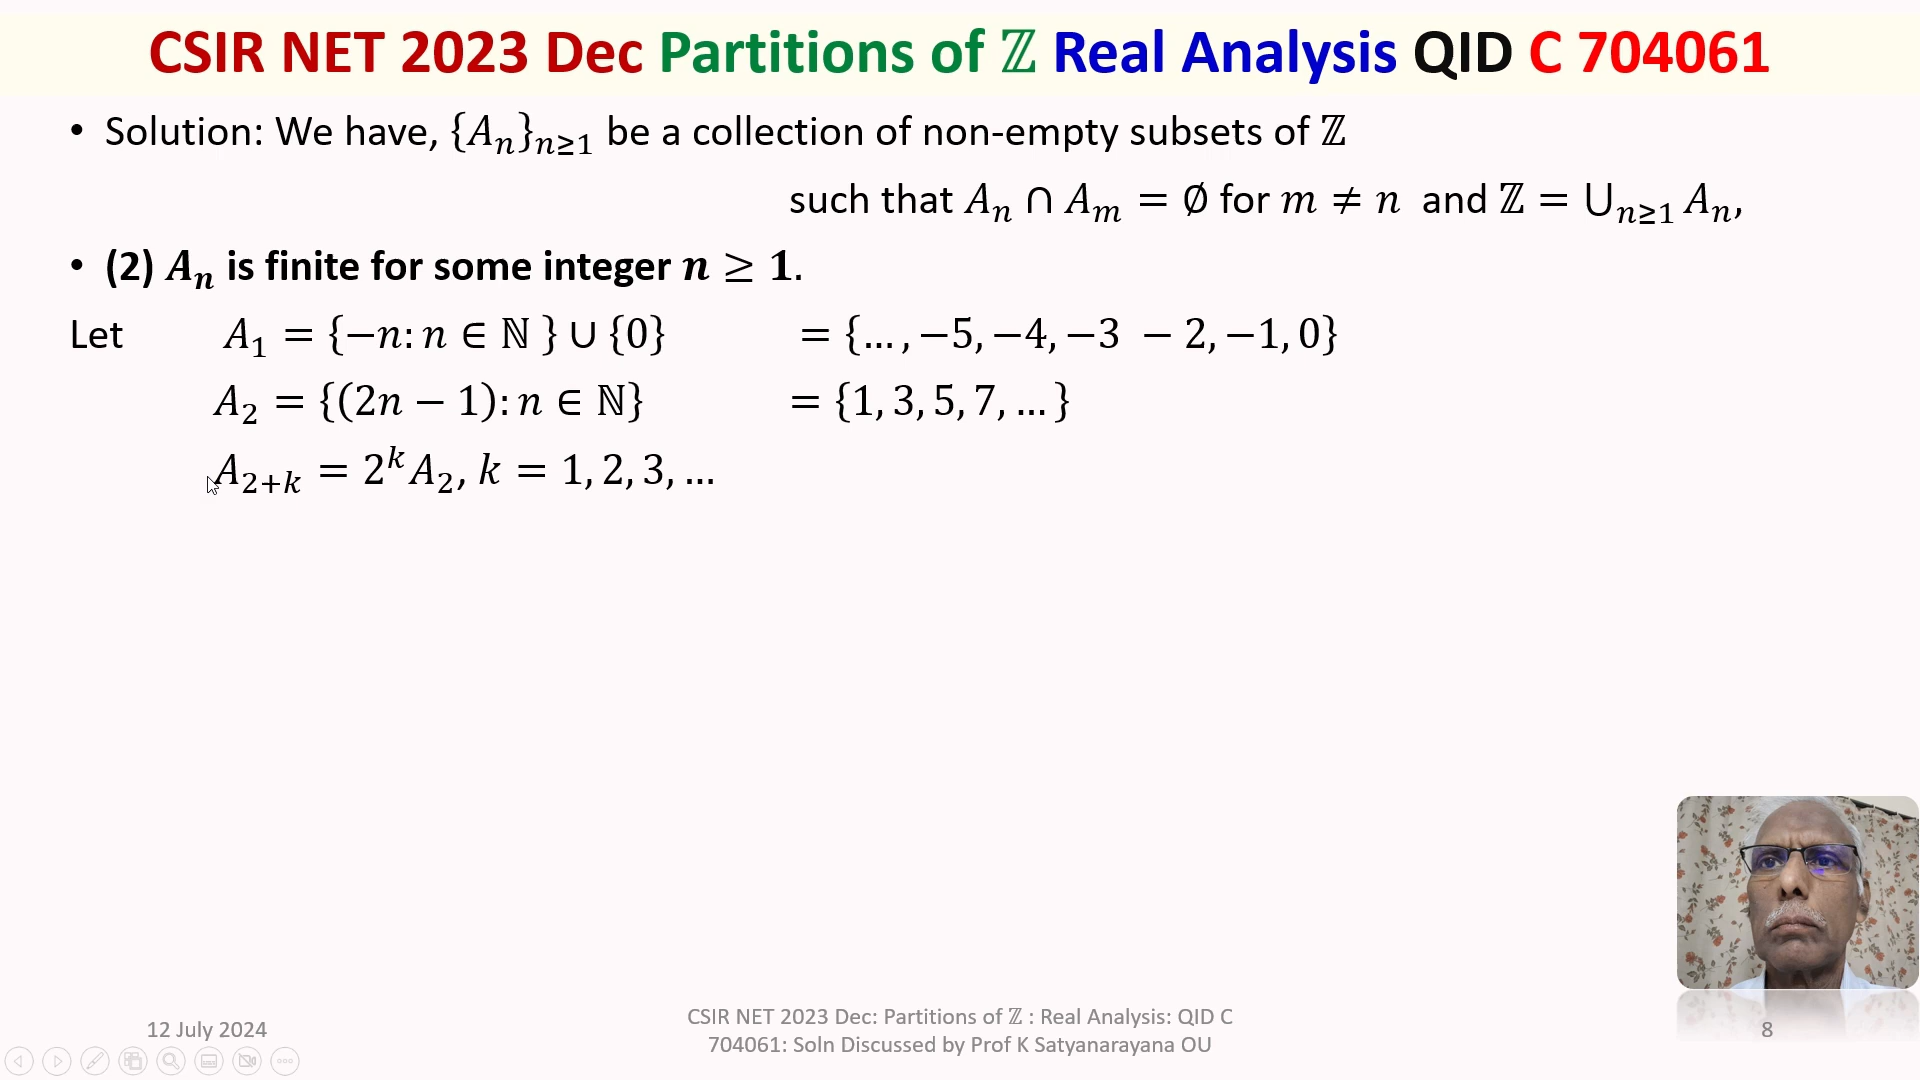 CSIR NET 2023 Dec Partitions of ℤ Real Analysis QID C 704061
• Solution: We have, {Aₙ}ₙ≥₁ be a collection of non-empty subsets of ℤ
such that Aₙ ∩ Aₘ = ∅ for m ≠ n and ℤ = ⋃ₙ≥₁ Aₙ,
• (2) Aₙ is finite for some integer n ≥ 1.
Let A₁ = {−n: n ∈ ℕ } ∪ {0} = {… , −5, −4, −3 − 2, −1, 0}
A₂ = {(2n − 1): n ∈ ℕ} = {1, 3, 5, 7, … }
A₂₊ₖ = 2ᵏA₂, k = 1, 2, 3, …
12 July 2024
CSIR NET 2023 Dec: Partitions of ℤ : Real Analysis: QID C
704061: Soln Discussed by Prof K Satyanarayana OU
8